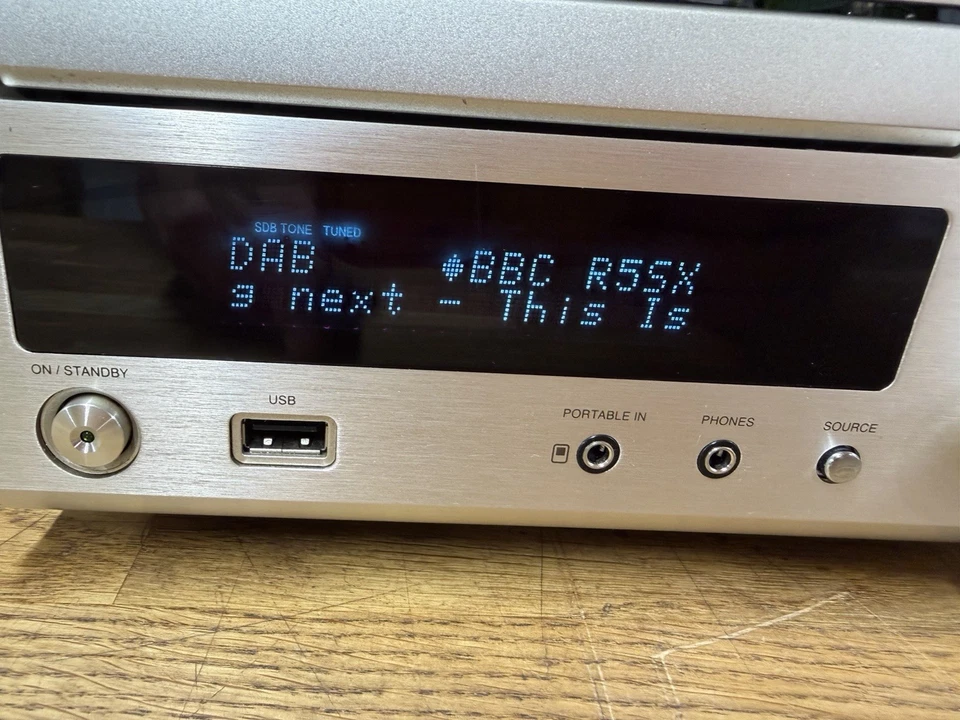 SDB TONE TUNED
DAB BBC R5SX
g next - This Is
ON / STANDBY
USB
PORTABLE IN
PHONES
SOURCE